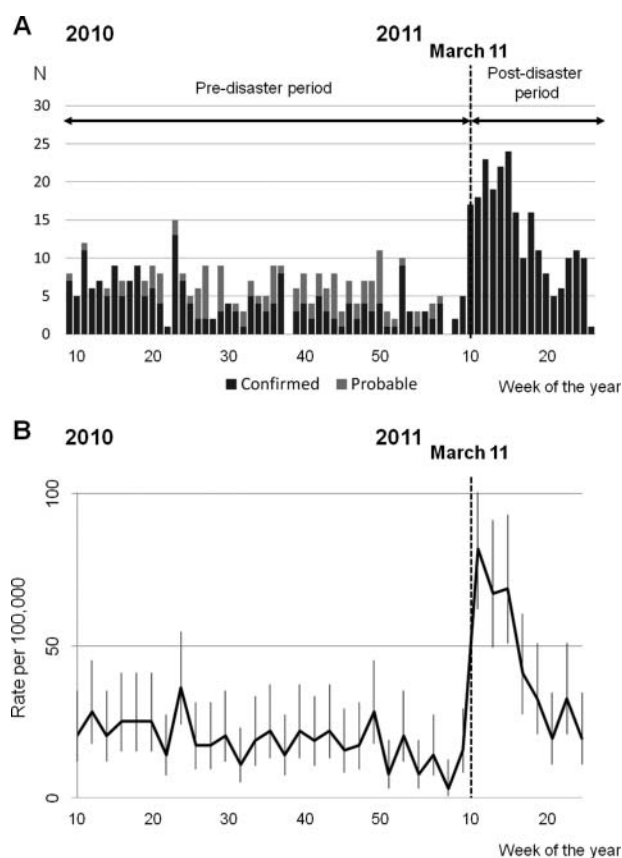 A 2010 2011
March 11
N
Pre-disaster period
Post-disaster
period
30
25
20
15
10
5
0
10 20 30 40 50 10 20
■ Confirmed ■ Probable
Week of the year
B 2010 2011
March 11
Rate per 100,000
100
50
0
10 20 30 40 50 10 20
Week of the year